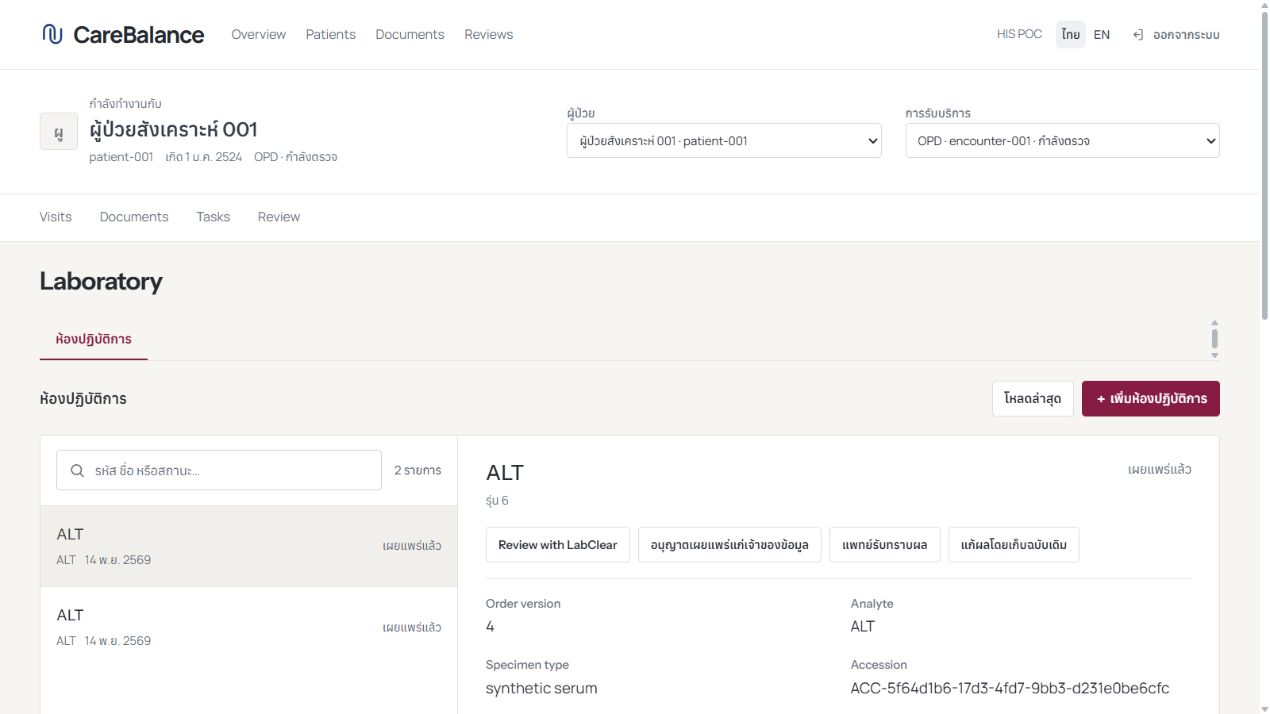 CareBalance Overview Patients Documents Reviews HIS POC ไทย EN ออกจากระบบ
กำลังทำงานกับ
ผู้ป่วยสังเคราะห์ 001
ผู้
patient-001 เกิด 1 ม.ค. 2524 OPD · กำลังตรวจ
ผู้ป่วย
ผู้ป่วยสังเคราะห์ 001 · patient-001
การรับบริการ
OPD · encounter-001 · กำลังตรวจ
Visits Documents Tasks Review
Laboratory
ห้องปฏิบัติการ
ห้องปฏิบัติการ
โหลดล่าสุด + เพิ่มห้องปฏิบัติการ
รหัส ชื่อ หรือสถานะ... 2 รายการ
ALT
ALT 14 พ.ย. 2569
เผยแพร่แล้ว
ALT
ALT 14 พ.ย. 2569
เผยแพร่แล้ว
ALT
เผยแพร่แล้ว
รุ่น 6
Review with LabClear อนุญาตเผยแพร่แก่เจ้าของข้อมูล แพทย์รับทราบผล แก้ผลโดยเก็บฉบับเดิม
Order version
4
Analyte
ALT
Specimen type
synthetic serum
Accession
ACC-5f64d1b6-17d3-4fd7-9bb3-d231e0be6cfc